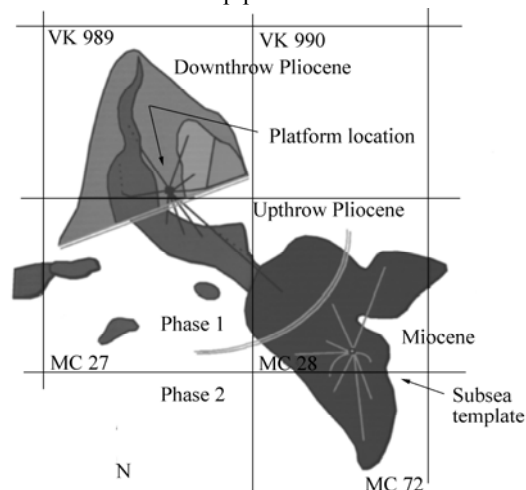 VK 989
VK 990
Downthrow Pliocene
Platform location
Upthrow Pliocene
Phase 1
Miocene
MC 27
MC 28
Phase 2
Subsea
template
N
MC 72